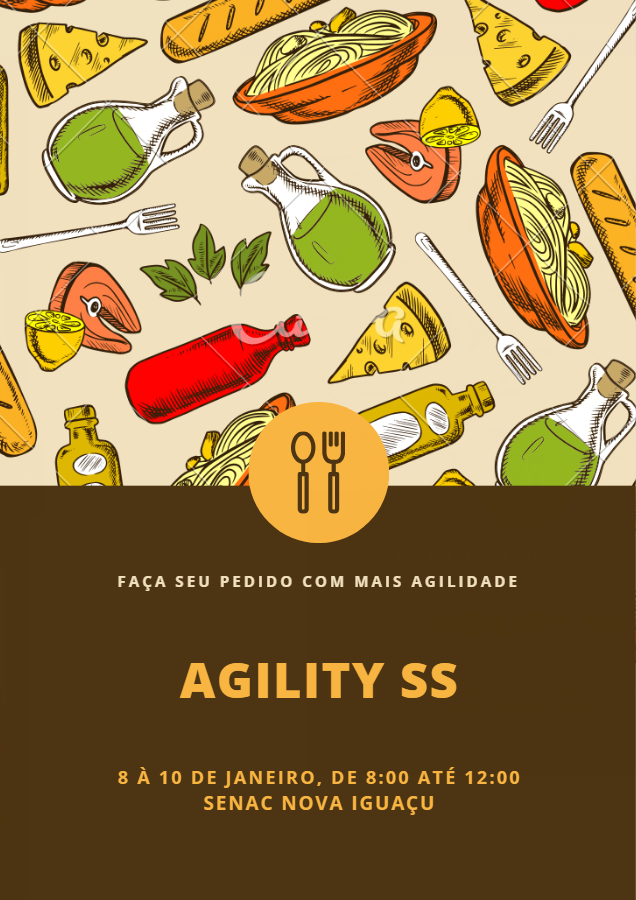 Canva
FAÇA SEU PEDIDO COM MAIS AGILIDADE
AGILITY SS
8 À 10 DE JANEIRO, DE 8:00 ATÉ 12:00
SENAC NOVA IGUAÇU